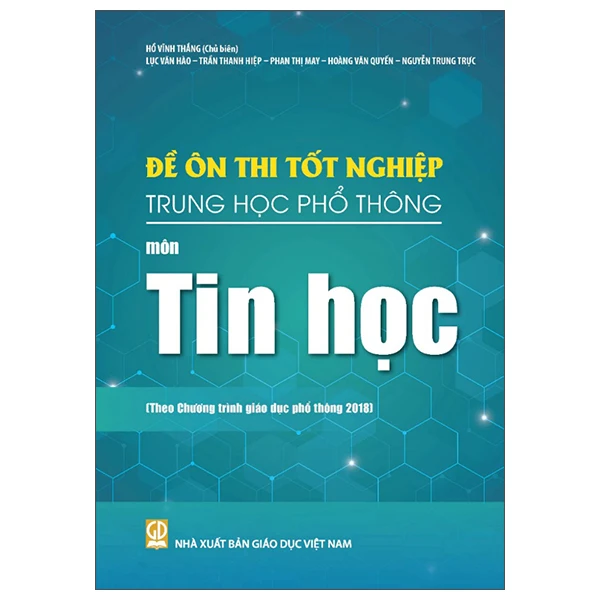 HỒ VĨNH THẮNG (Chủ biên)
LỤC VĂN HÀO – TRẦN THANH HIỆP – PHAN THỊ MAY – HOÀNG VĂN QUYẾN – NGUYỄN TRUNG TRỰC
ĐỀ ÔN THI TỐT NGHIỆP
TRUNG HỌC PHỔ THÔNG
môn
Tin học
(Theo Chương trình giáo dục phổ thông 2018)
GD
NHÀ XUẤT BẢN GIÁO DỤC VIỆT NAM